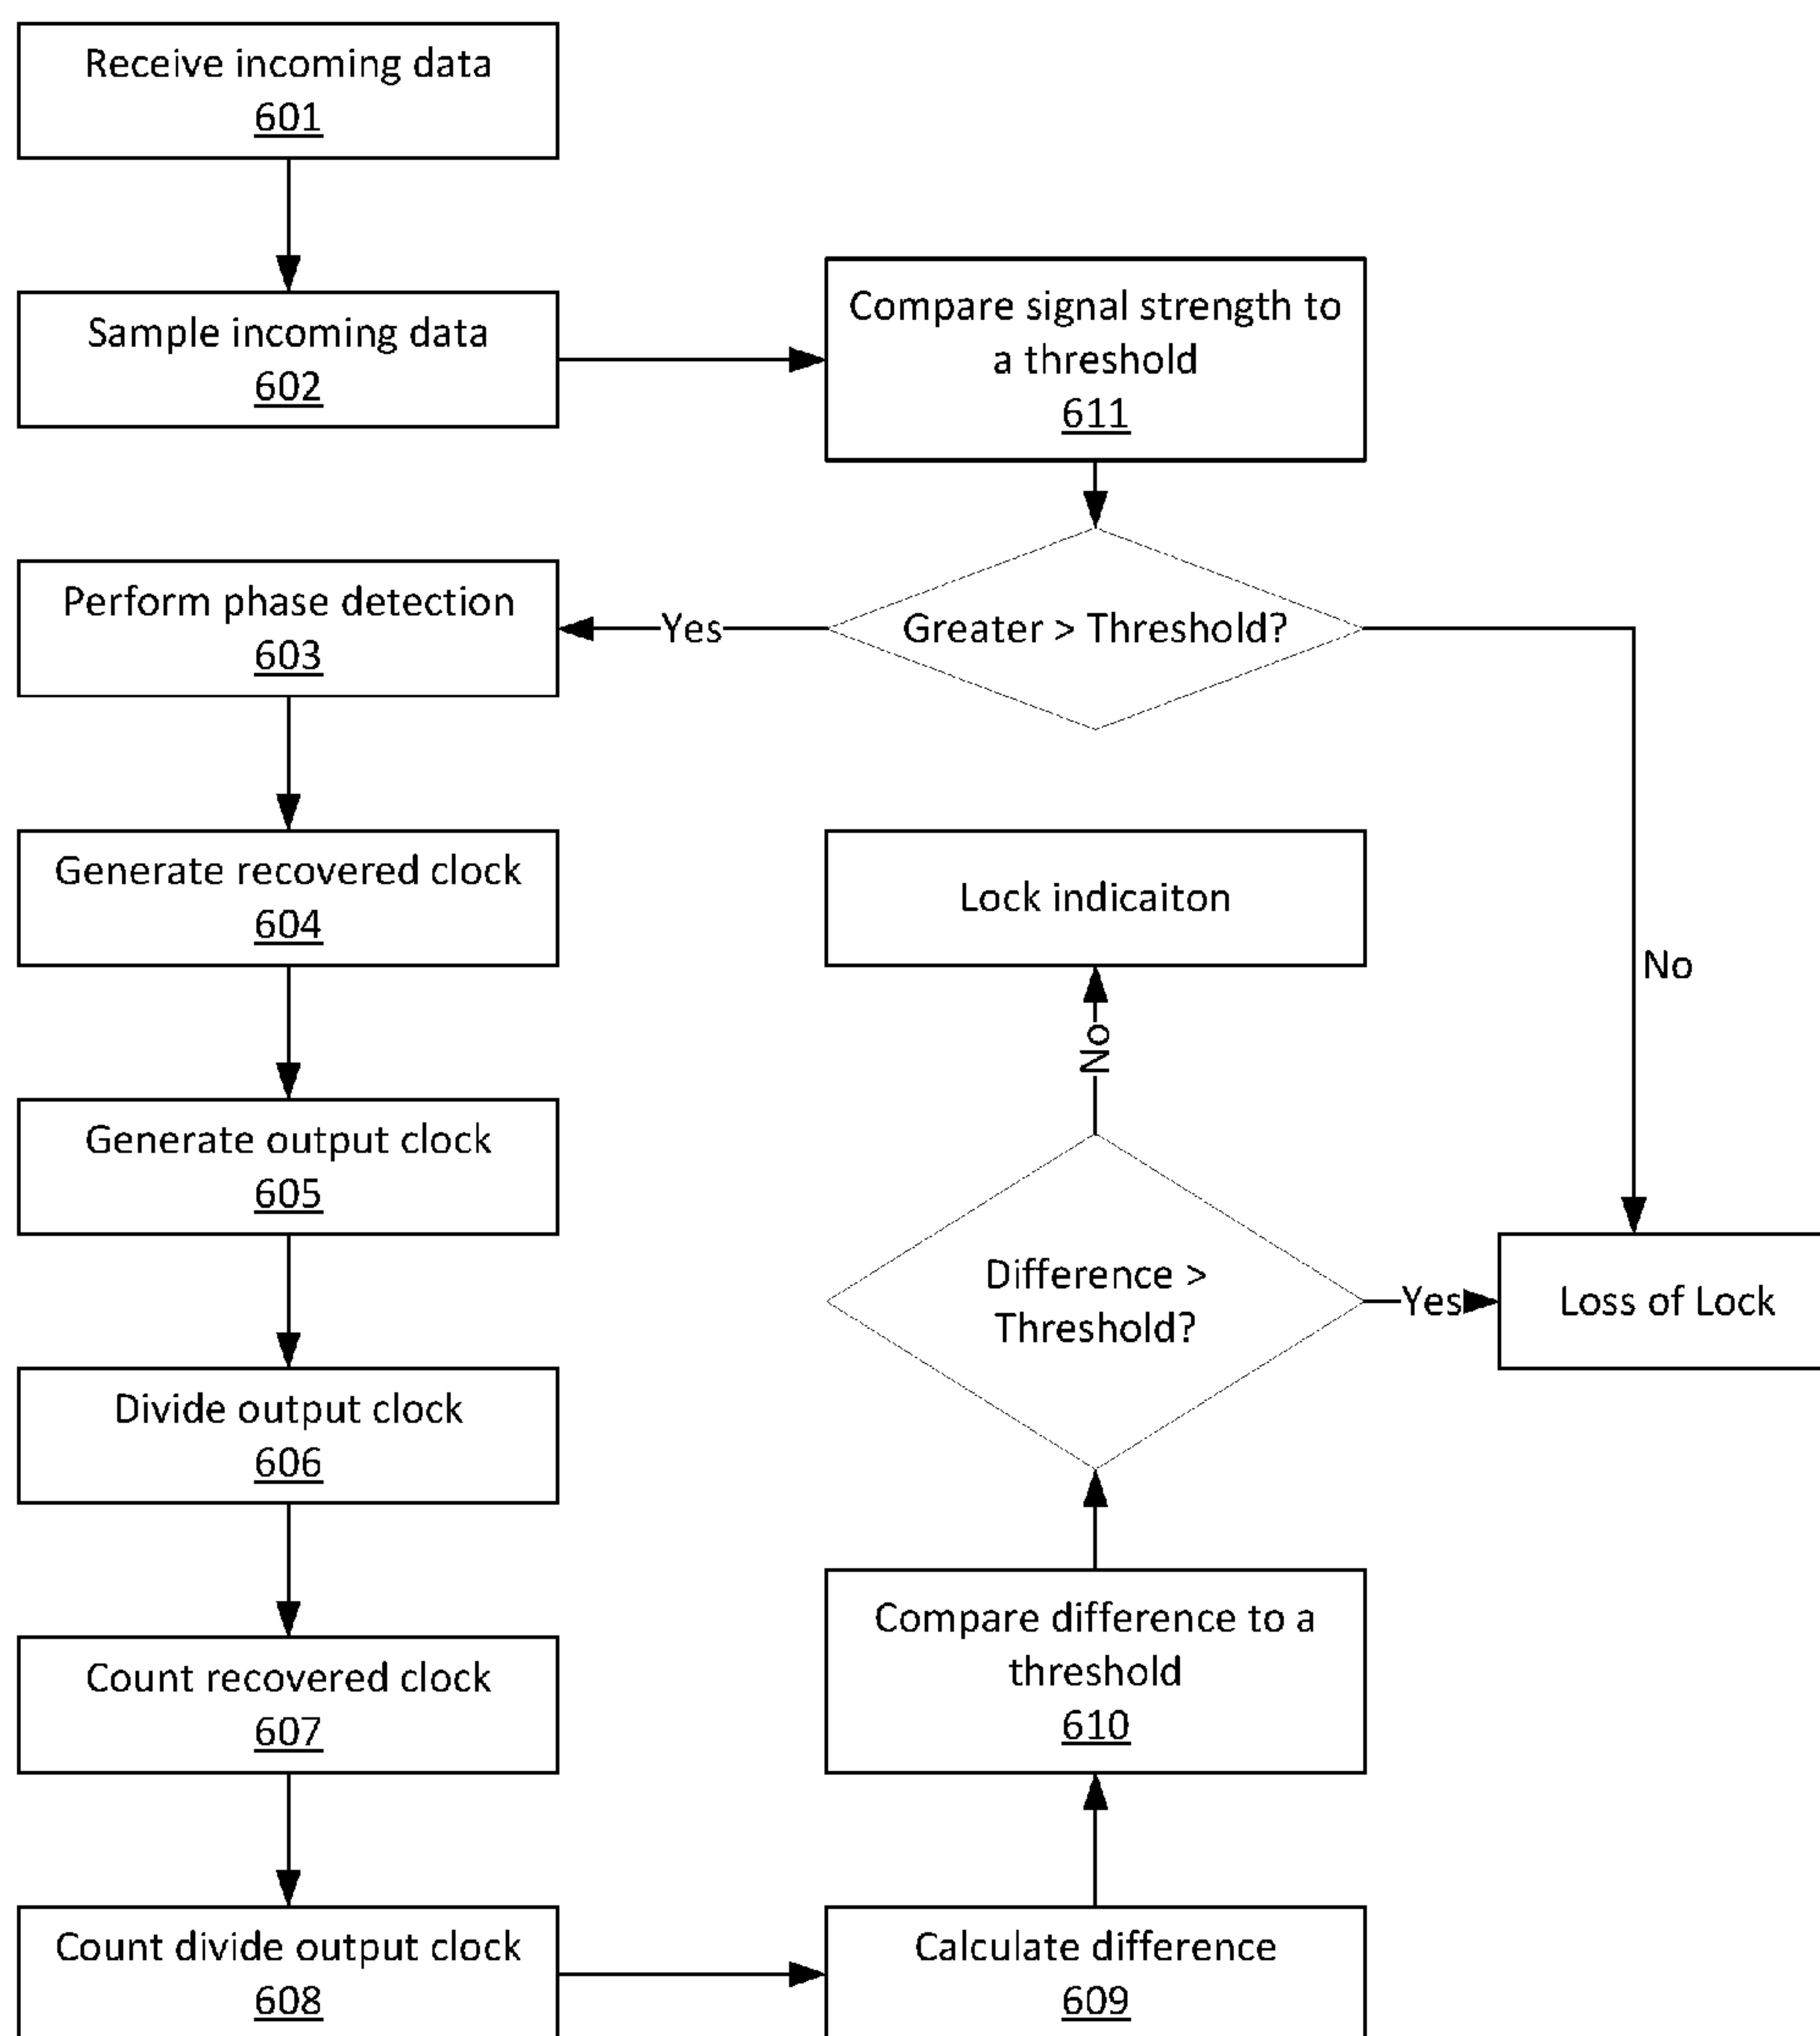 Receive incoming data
601
Sample incoming data
602
Compare signal strength to
a threshold
611
Greater > Threshold?
Yes
No
Perform phase detection
603
Generate recovered clock
604
Lock indicaiton
No
Generate output clock
605
Difference >
Threshold?
Yes
Loss of Lock
Divide output clock
606
Count recovered clock
607
Compare difference to a
threshold
610
Count divide output clock
608
Calculate difference
609